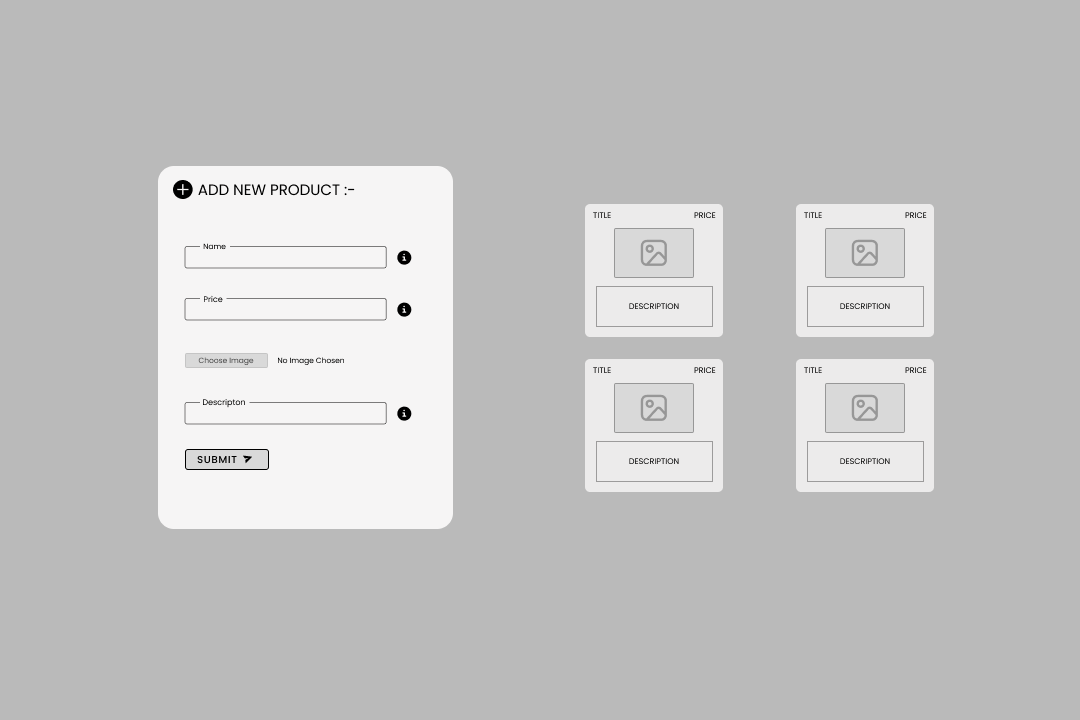 ADD NEW PRODUCT :-
Name
Price
Choose Image No Image Chosen
Descripton
SUBMIT
TITLE PRICE
DESCRIPTION
TITLE PRICE
DESCRIPTION
TITLE PRICE
DESCRIPTION
TITLE PRICE
DESCRIPTION